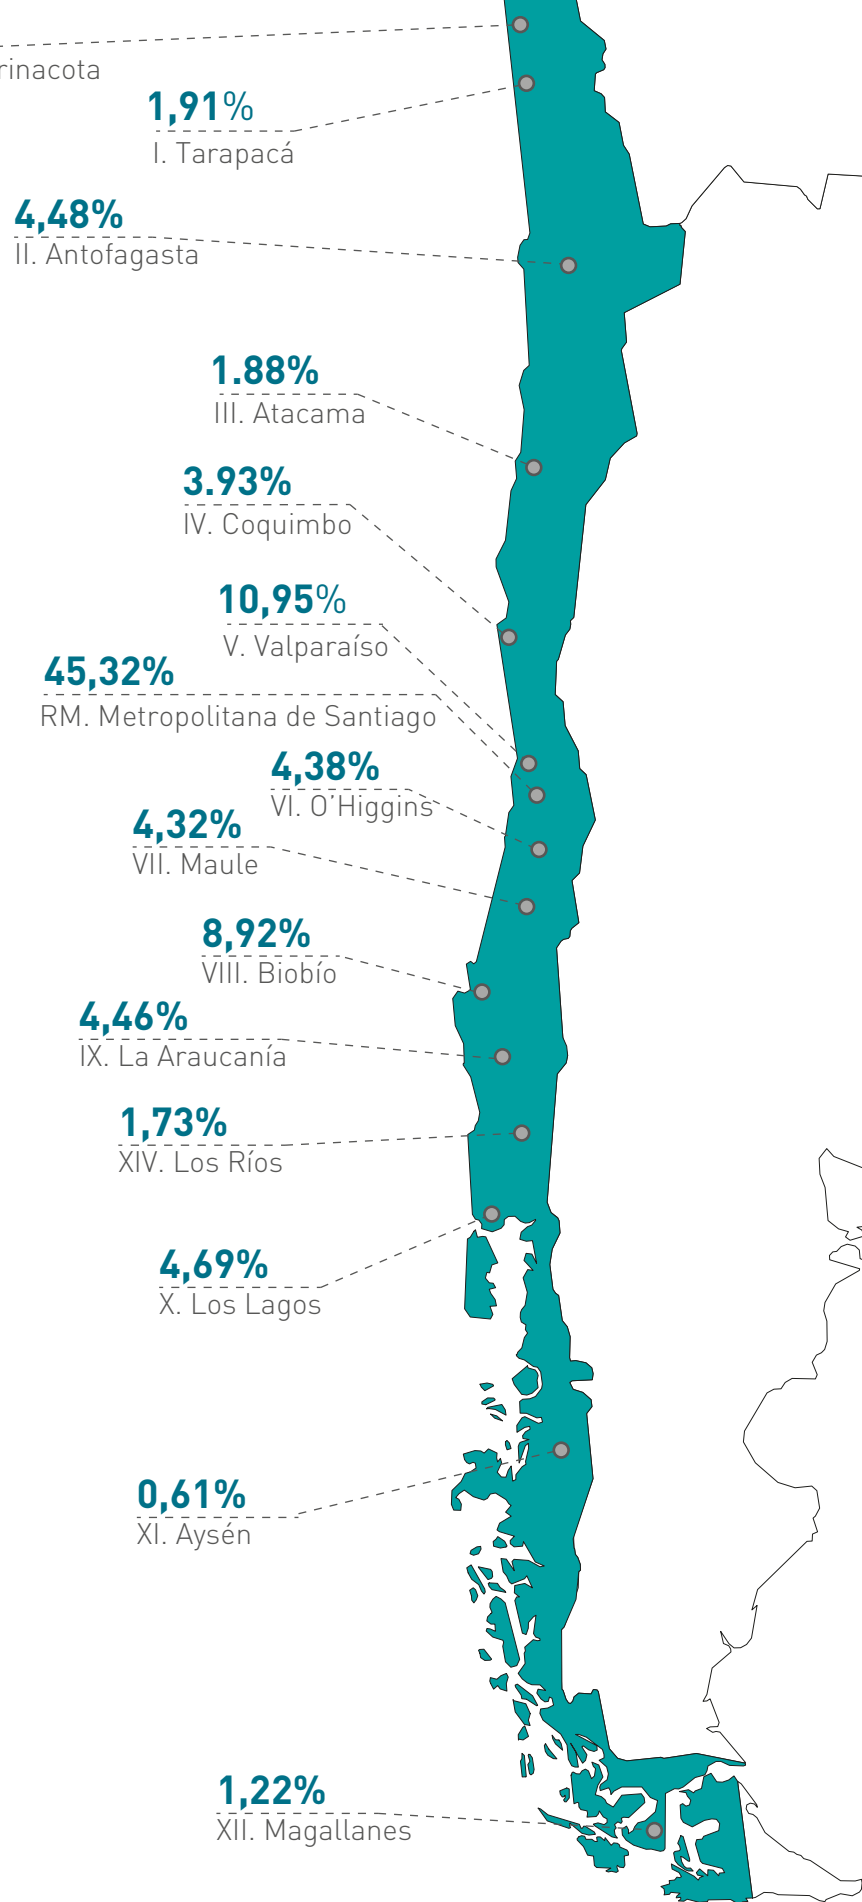 rinacota
1,91%
I. Tarapacá
4,48%
II. Antofagasta
1.88%
III. Atacama
3.93%
IV. Coquimbo
10,95%
V. Valparaíso
45,32%
RM. Metropolitana de Santiago
4,38%
VI. O'Higgins
4,32%
VII. Maule
8,92%
VIII. Biobío
4,46%
IX. La Araucanía
1,73%
XIV. Los Ríos
4,69%
X. Los Lagos
0,61%
XI. Aysén
1,22%
XII. Magallanes